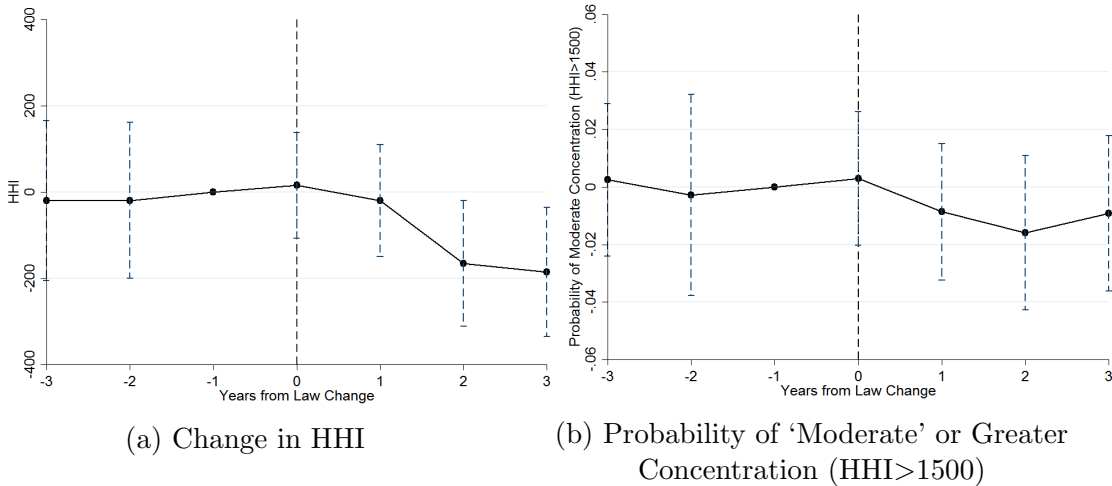 400
200
0
-200
-400
HHI
-3 -2 -1 0 1 2 3
Years from Law Change
(a) Change in HHI
.06
.04
.02
0
-.02
-.04
-.06
Probability of Moderate Concentration (HHI>1500)
-3 -2 -1 0 1 2 3
Years from Law Change
(b) Probability of ‘Moderate’ or Greater
Concentration (HHI>1500)